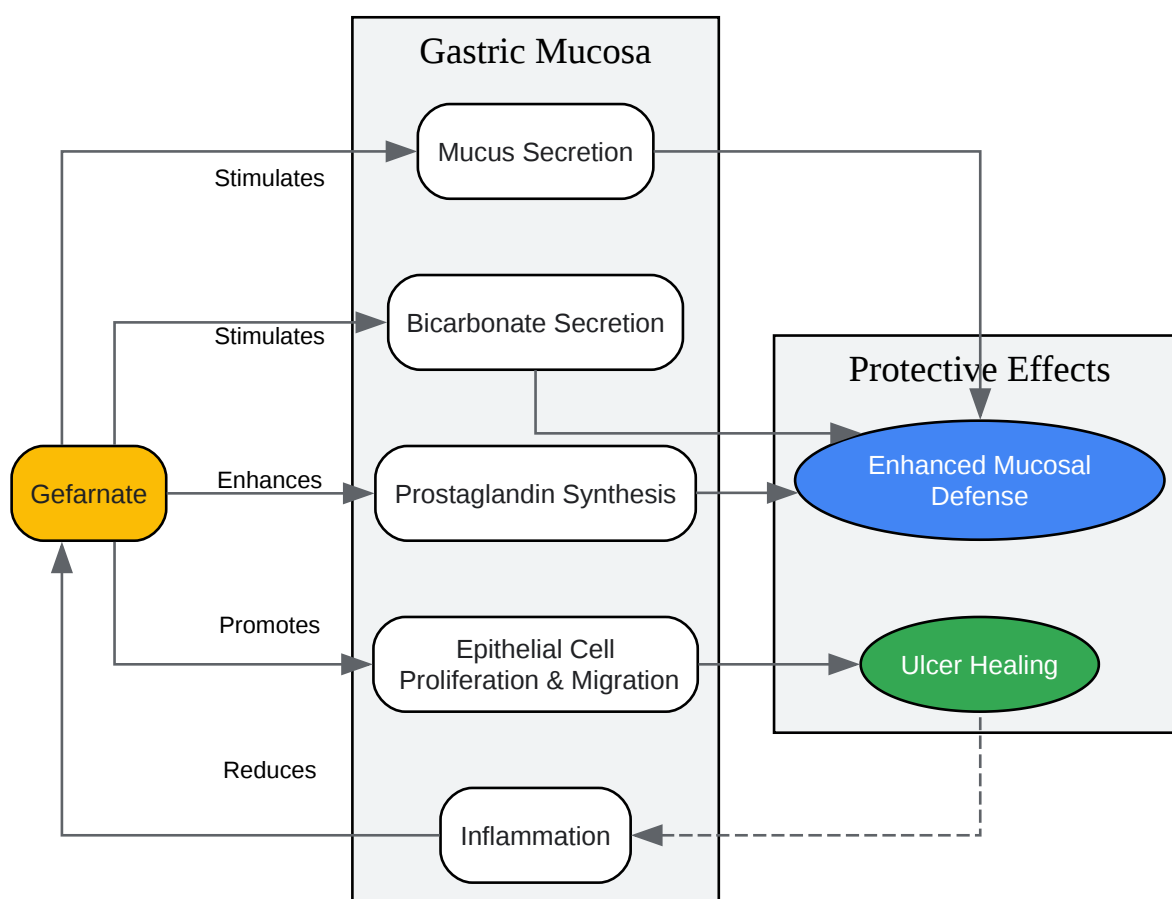 Gastric Mucosa
Mucus Secretion
Stimulates
Bicarbonate Secretion
Stimulates
Protective Effects
Enhanced Mucosal
Defense
Gefarnate
Enhances
Prostaglandin Synthesis
Promotes
Epithelial Cell
Proliferation & Migration
Ulcer Healing
Reduces
Inflammation